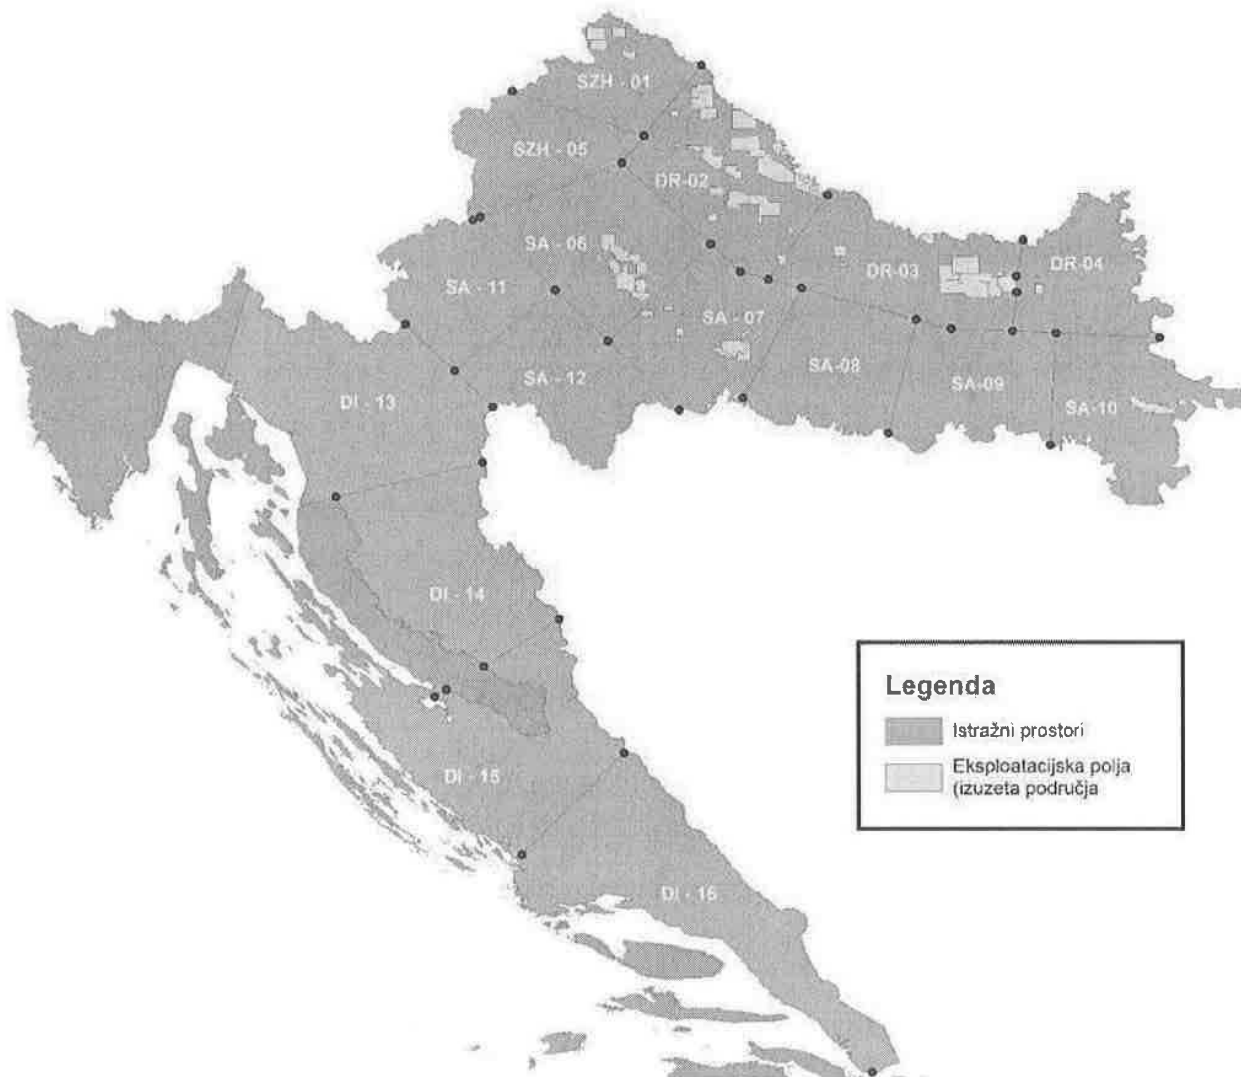 SZH - 01
SZH - 05
DR-02
SA - 06
SA - 11
DR-03
DR-04
SA - 07
SA-08
SA - 12
SA-09
DI - 13
SA-10
DI - 14
Legenda
Istražni prostori
Eksploatacijska polja
(izuzeta područja
DI - 15
DI - 16